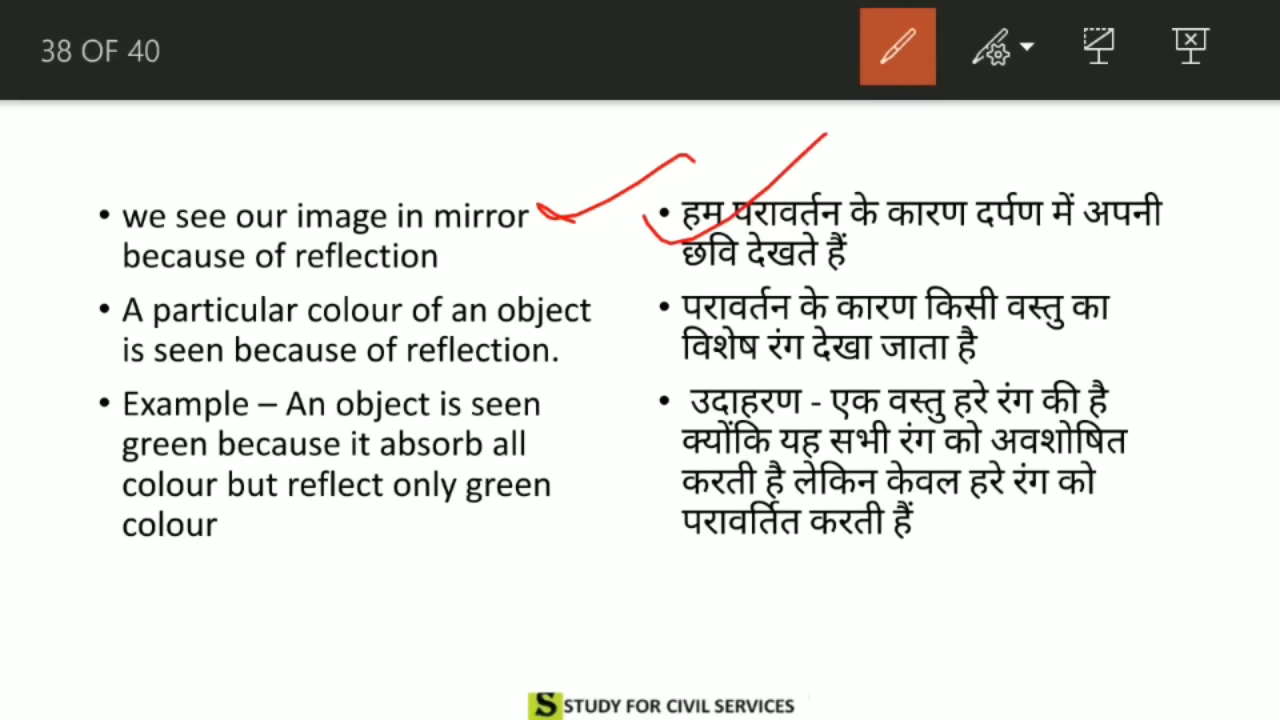 38 OF 40
• we see our image in mirror
because of reflection
• A particular colour of an object
is seen because of reflection.
• Example – An object is seen
green because it absorb all
colour but reflect only green
colour
• हम परावर्तन के कारण दर्पण में अपनी
छवि देखते हैं
• परावर्तन के कारण किसी वस्तु का
विशेष रंग देखा जाता है
• उदाहरण - एक वस्तु हरे रंग की है
क्योंकि यह सभी रंग को अवशोषित
करती है लेकिन केवल हरे रंग को
परावर्तित करती हैं
S STUDY FOR CIVIL SERVICES